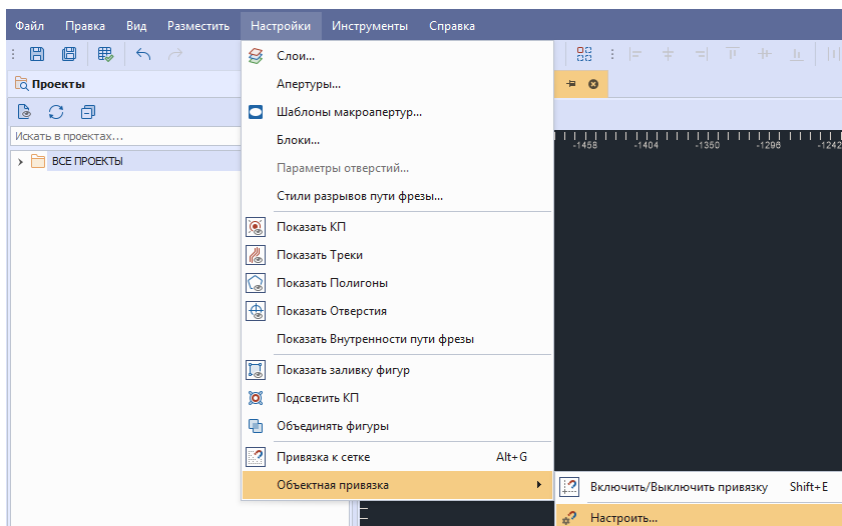 Файл Правка Вид Разместить Настройки Инструменты Справка
Слои...
Проекты
Апертуры...
Шаблоны макроапертур...
Искать в проектах...
Блоки...
-1458 -1404 -1350 -1296 -1242
ВСЕ ПРОЕКТЫ
Параметры отверстий...
Стили разрывов пути фрезы...
Показать КП
Показать Треки
Показать Полигоны
Показать Отверстия
Показать Внутренности пути фрезы
Показать заливку фигур
Подсветить КП
Объединять фигуры
Привязка к сетке Alt+G
Объектная привязка
Включить/Выключить привязку Shift+E
Настроить...